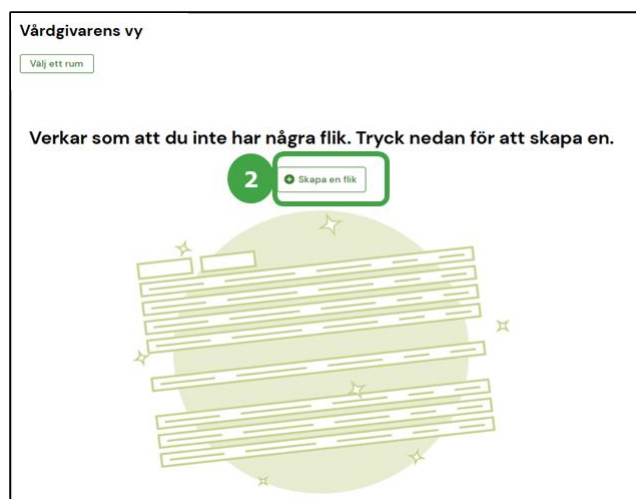 Vårdgivarens vy
Välj ett rum
Verkar som att du inte har några flik. Tryck nedan för att skapa en.
2
Skapa en flik